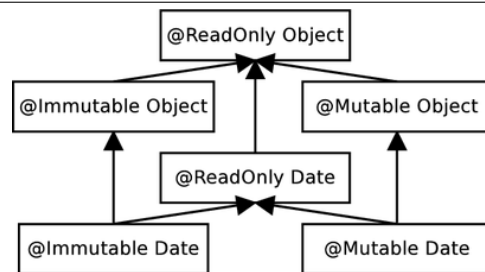 @ReadOnly Object
@Immutable Object
@Mutable Object
@ReadOnly Date
@Immutable Date
@Mutable Date